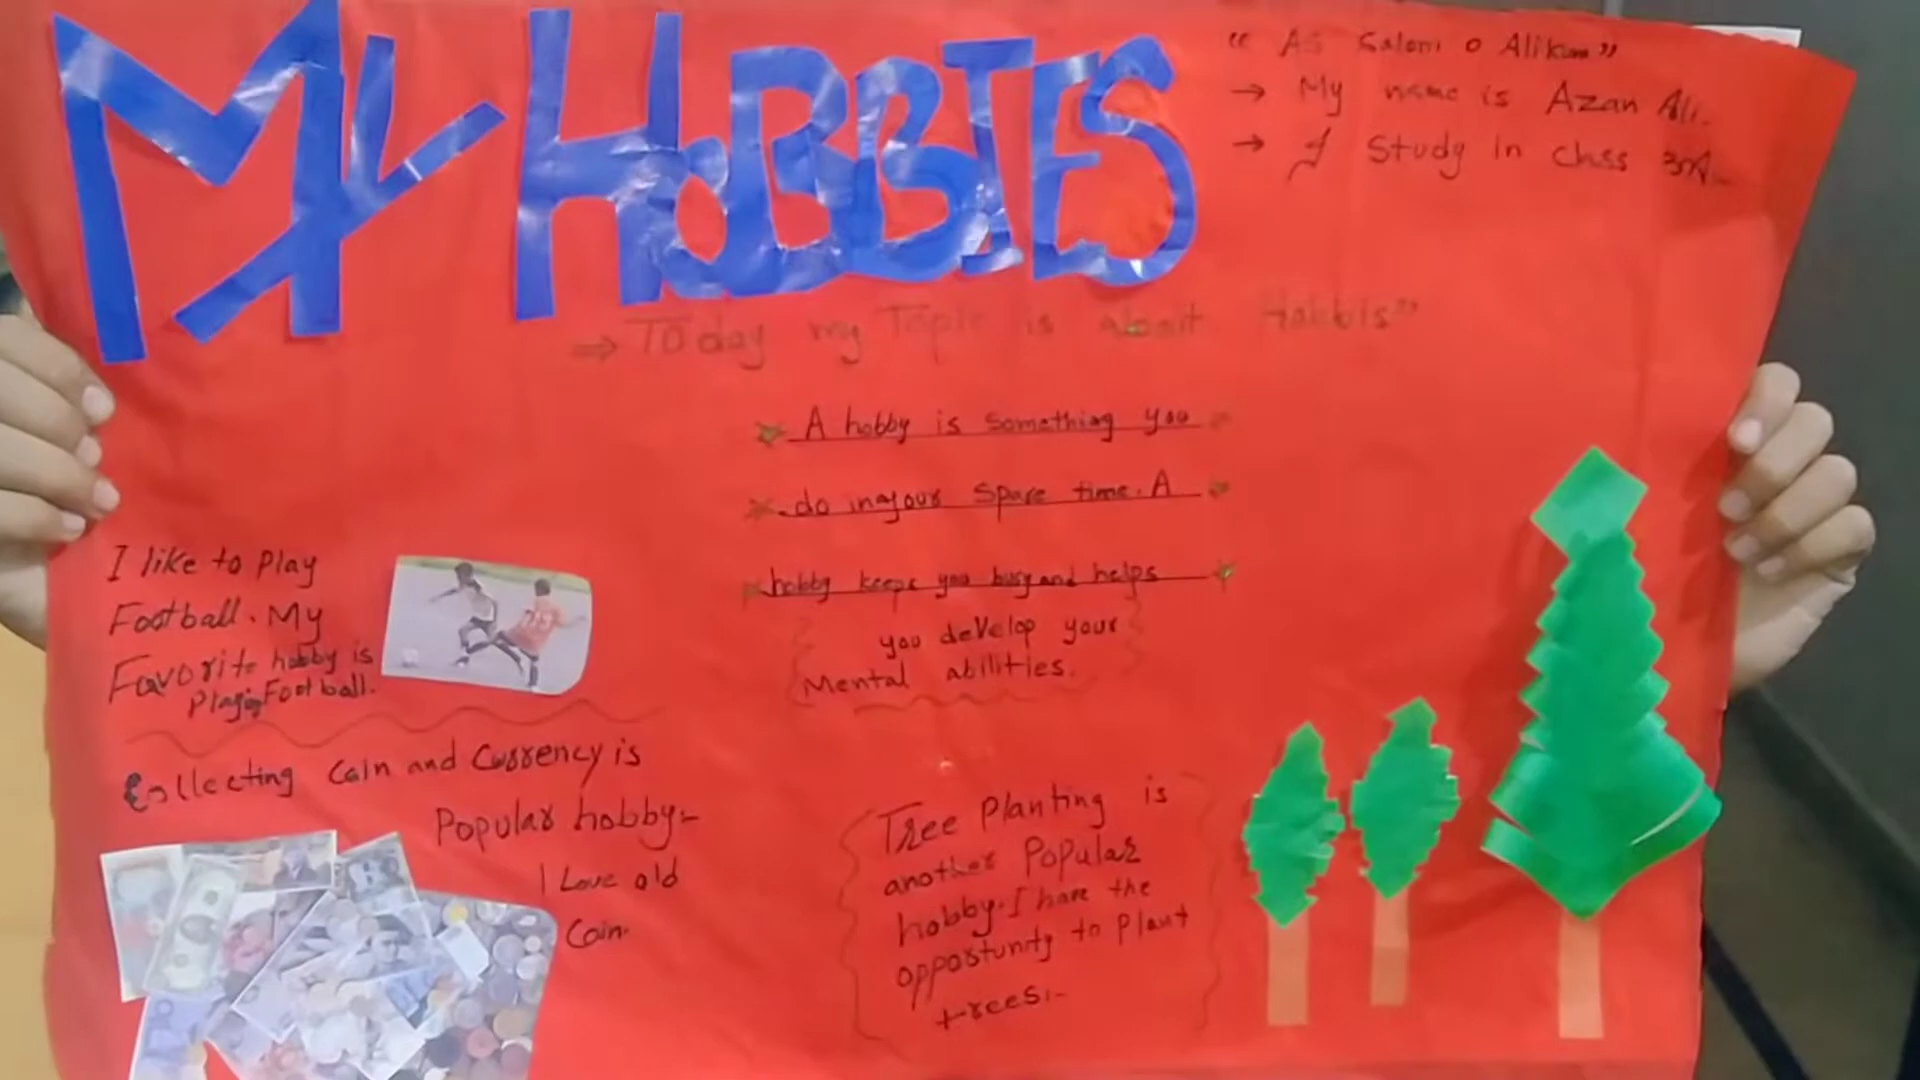 MY HOBBIES
“ AS Salom o Alikum”
→ My name is Azan Ali.
→ I Study in class 3rd.
⇒ Today my Topic is about Hobbis”
A hobby is something you
do in your spare time. A
hobby keeps you busy and helps
you develop your
Mental abilities.
I like to Play
Football. My
Favorite hobby is
Playing Football.
Collecting Coin and Currency is
Popular hobby.
I Love old
Coin.
Tree Planting is
another Popular
hobby. I have the
opportunity to plant
trees.